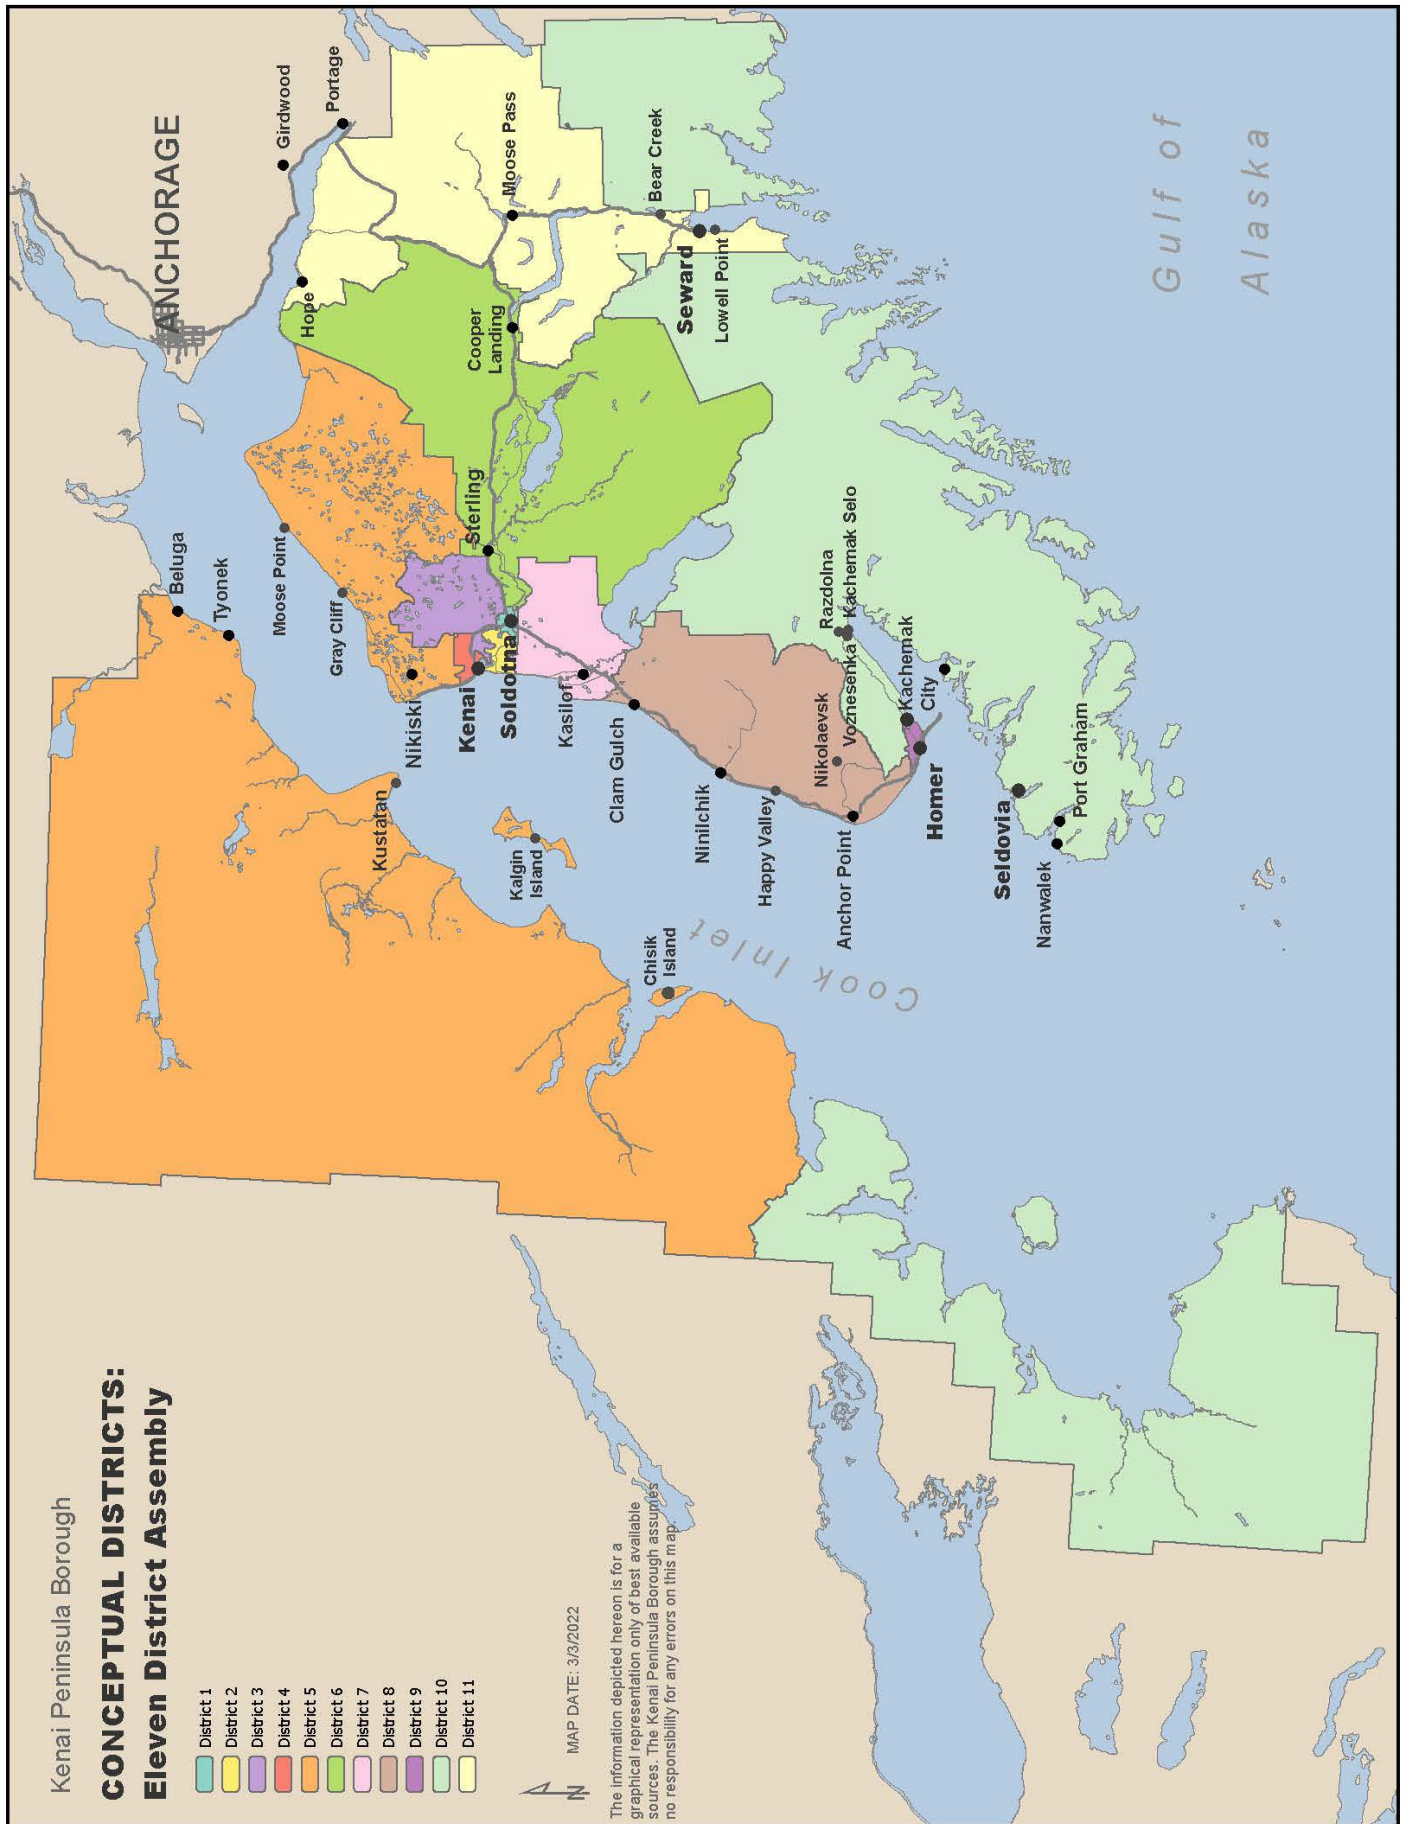 Kenai Peninsula Borough
CONCEPTUAL DISTRICTS:
Eleven District Assembly
District 1
District 2
District 3
District 4
District 5
District 6
District 7
District 8
District 9
District 10
District 11
N
MAP DATE: 3/3/2022
The information depicted hereon is for a
graphical representation only of best available
sources. The Kenai Peninsula Borough assumes
no responsibility for any errors on this map.
ANCHORAGE
Girdwood
Portage
Hope
Beluga
Tyonek
Moose Point
Gray Cliff
Nikiski
Kustatan
Kenai
Soldotna
Sterling
Cooper
Landing
Moose Pass
Bear Creek
Seward
Lowell Point
Kalgin
Island
Kasilof
Clam Gulch
Chisik
Island
Cook Inlet
Ninilchik
Happy Valley
Nikolaevsk
Anchor Point
Razdolna
Voznesenka
Kachemak Selo
Kachemak
City
Homer
Seldovia
Nanwalek
Port Graham
Gulf of
Alaska